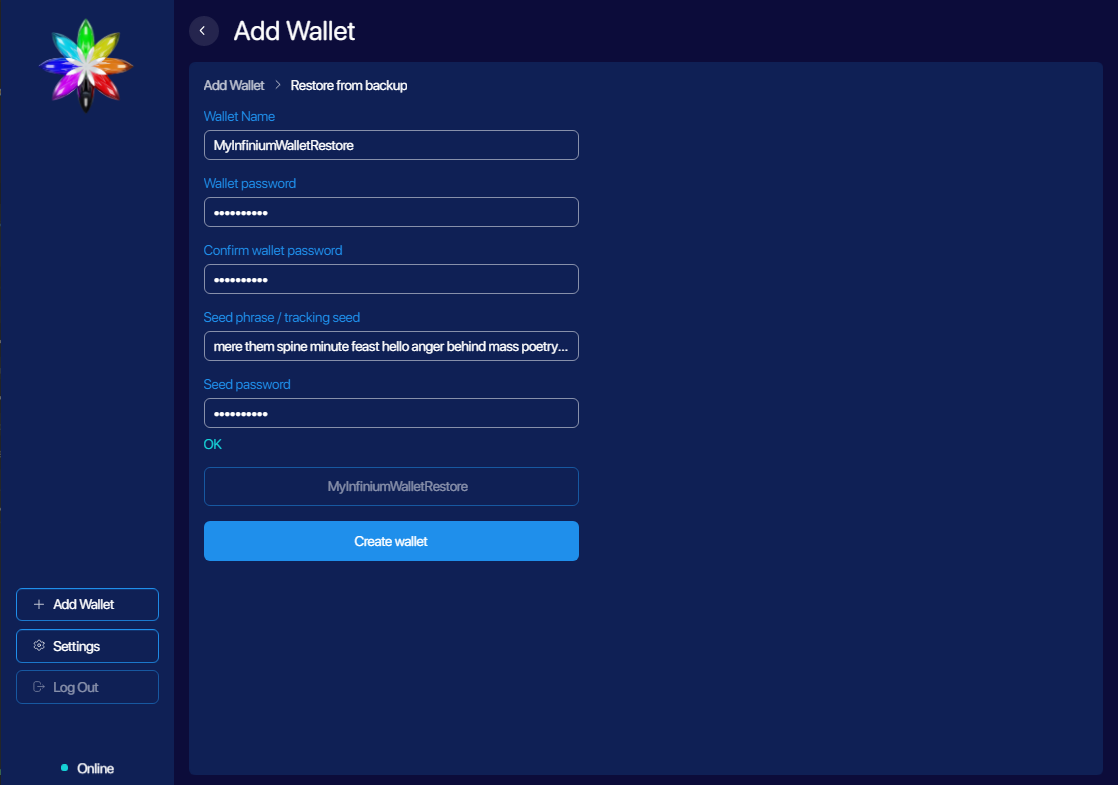 Add Wallet
Add Wallet > Restore from backup
Wallet Name
MyInfiniumWalletRestore
Wallet password
••••••••••
Confirm wallet password
••••••••••
Seed phrase / tracking seed
mere them spine minute feast hello anger behind mass poetry...
Seed password
••••••••••
OK
MyInfiniumWalletRestore
Create wallet
Add Wallet
Settings
Log Out
Online